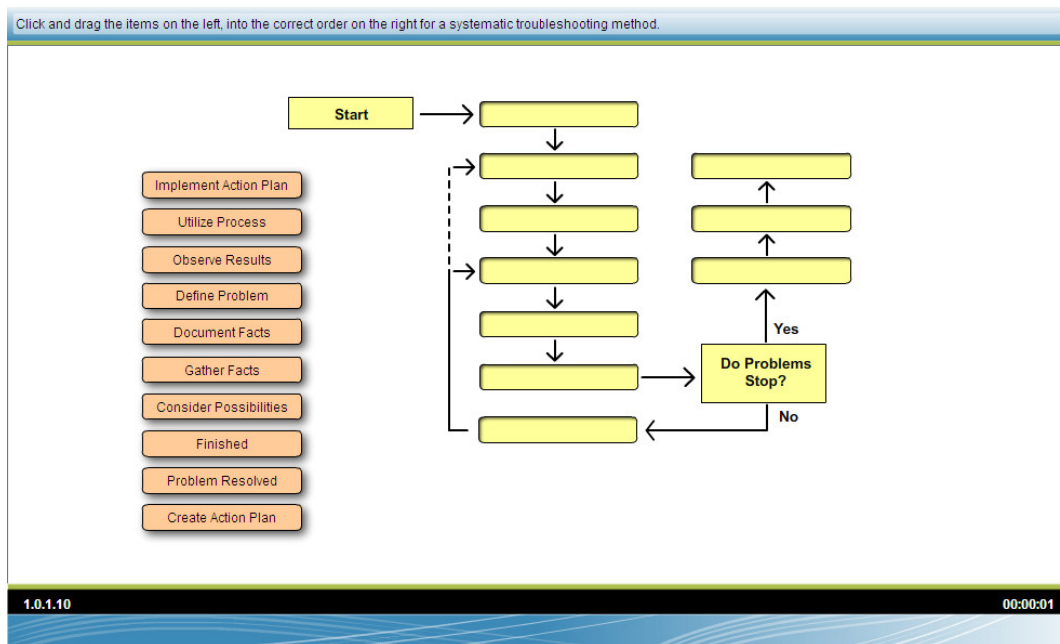 Click and drag the items on the left, into the correct order on the right for a systematic troubleshooting method.
Start
Implement Action Plan
Utilize Process
Observe Results
Define Problem
Document Facts
Gather Facts
Consider Possibilities
Finished
Problem Resolved
Create Action Plan
Yes
Do Problems
Stop?
No
1.0.1.10
00:00:01